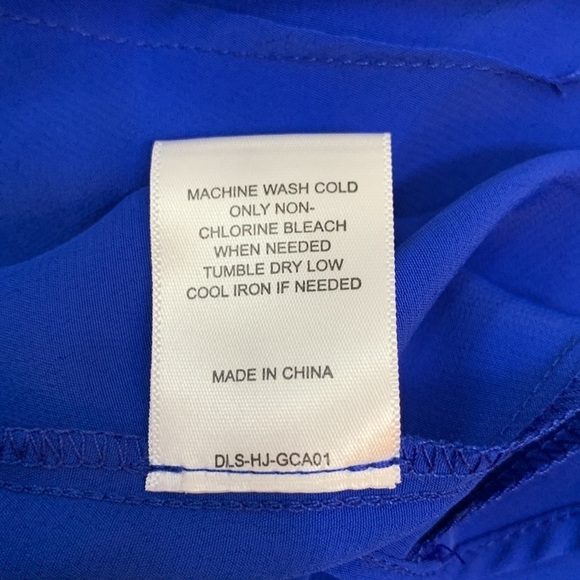 MACHINE WASH COLD
ONLY NON-
CHLORINE BLEACH
WHEN NEEDED
TUMBLE DRY LOW
COOL IRON IF NEEDED
MADE IN CHINA
DLS-HJ-GCA01